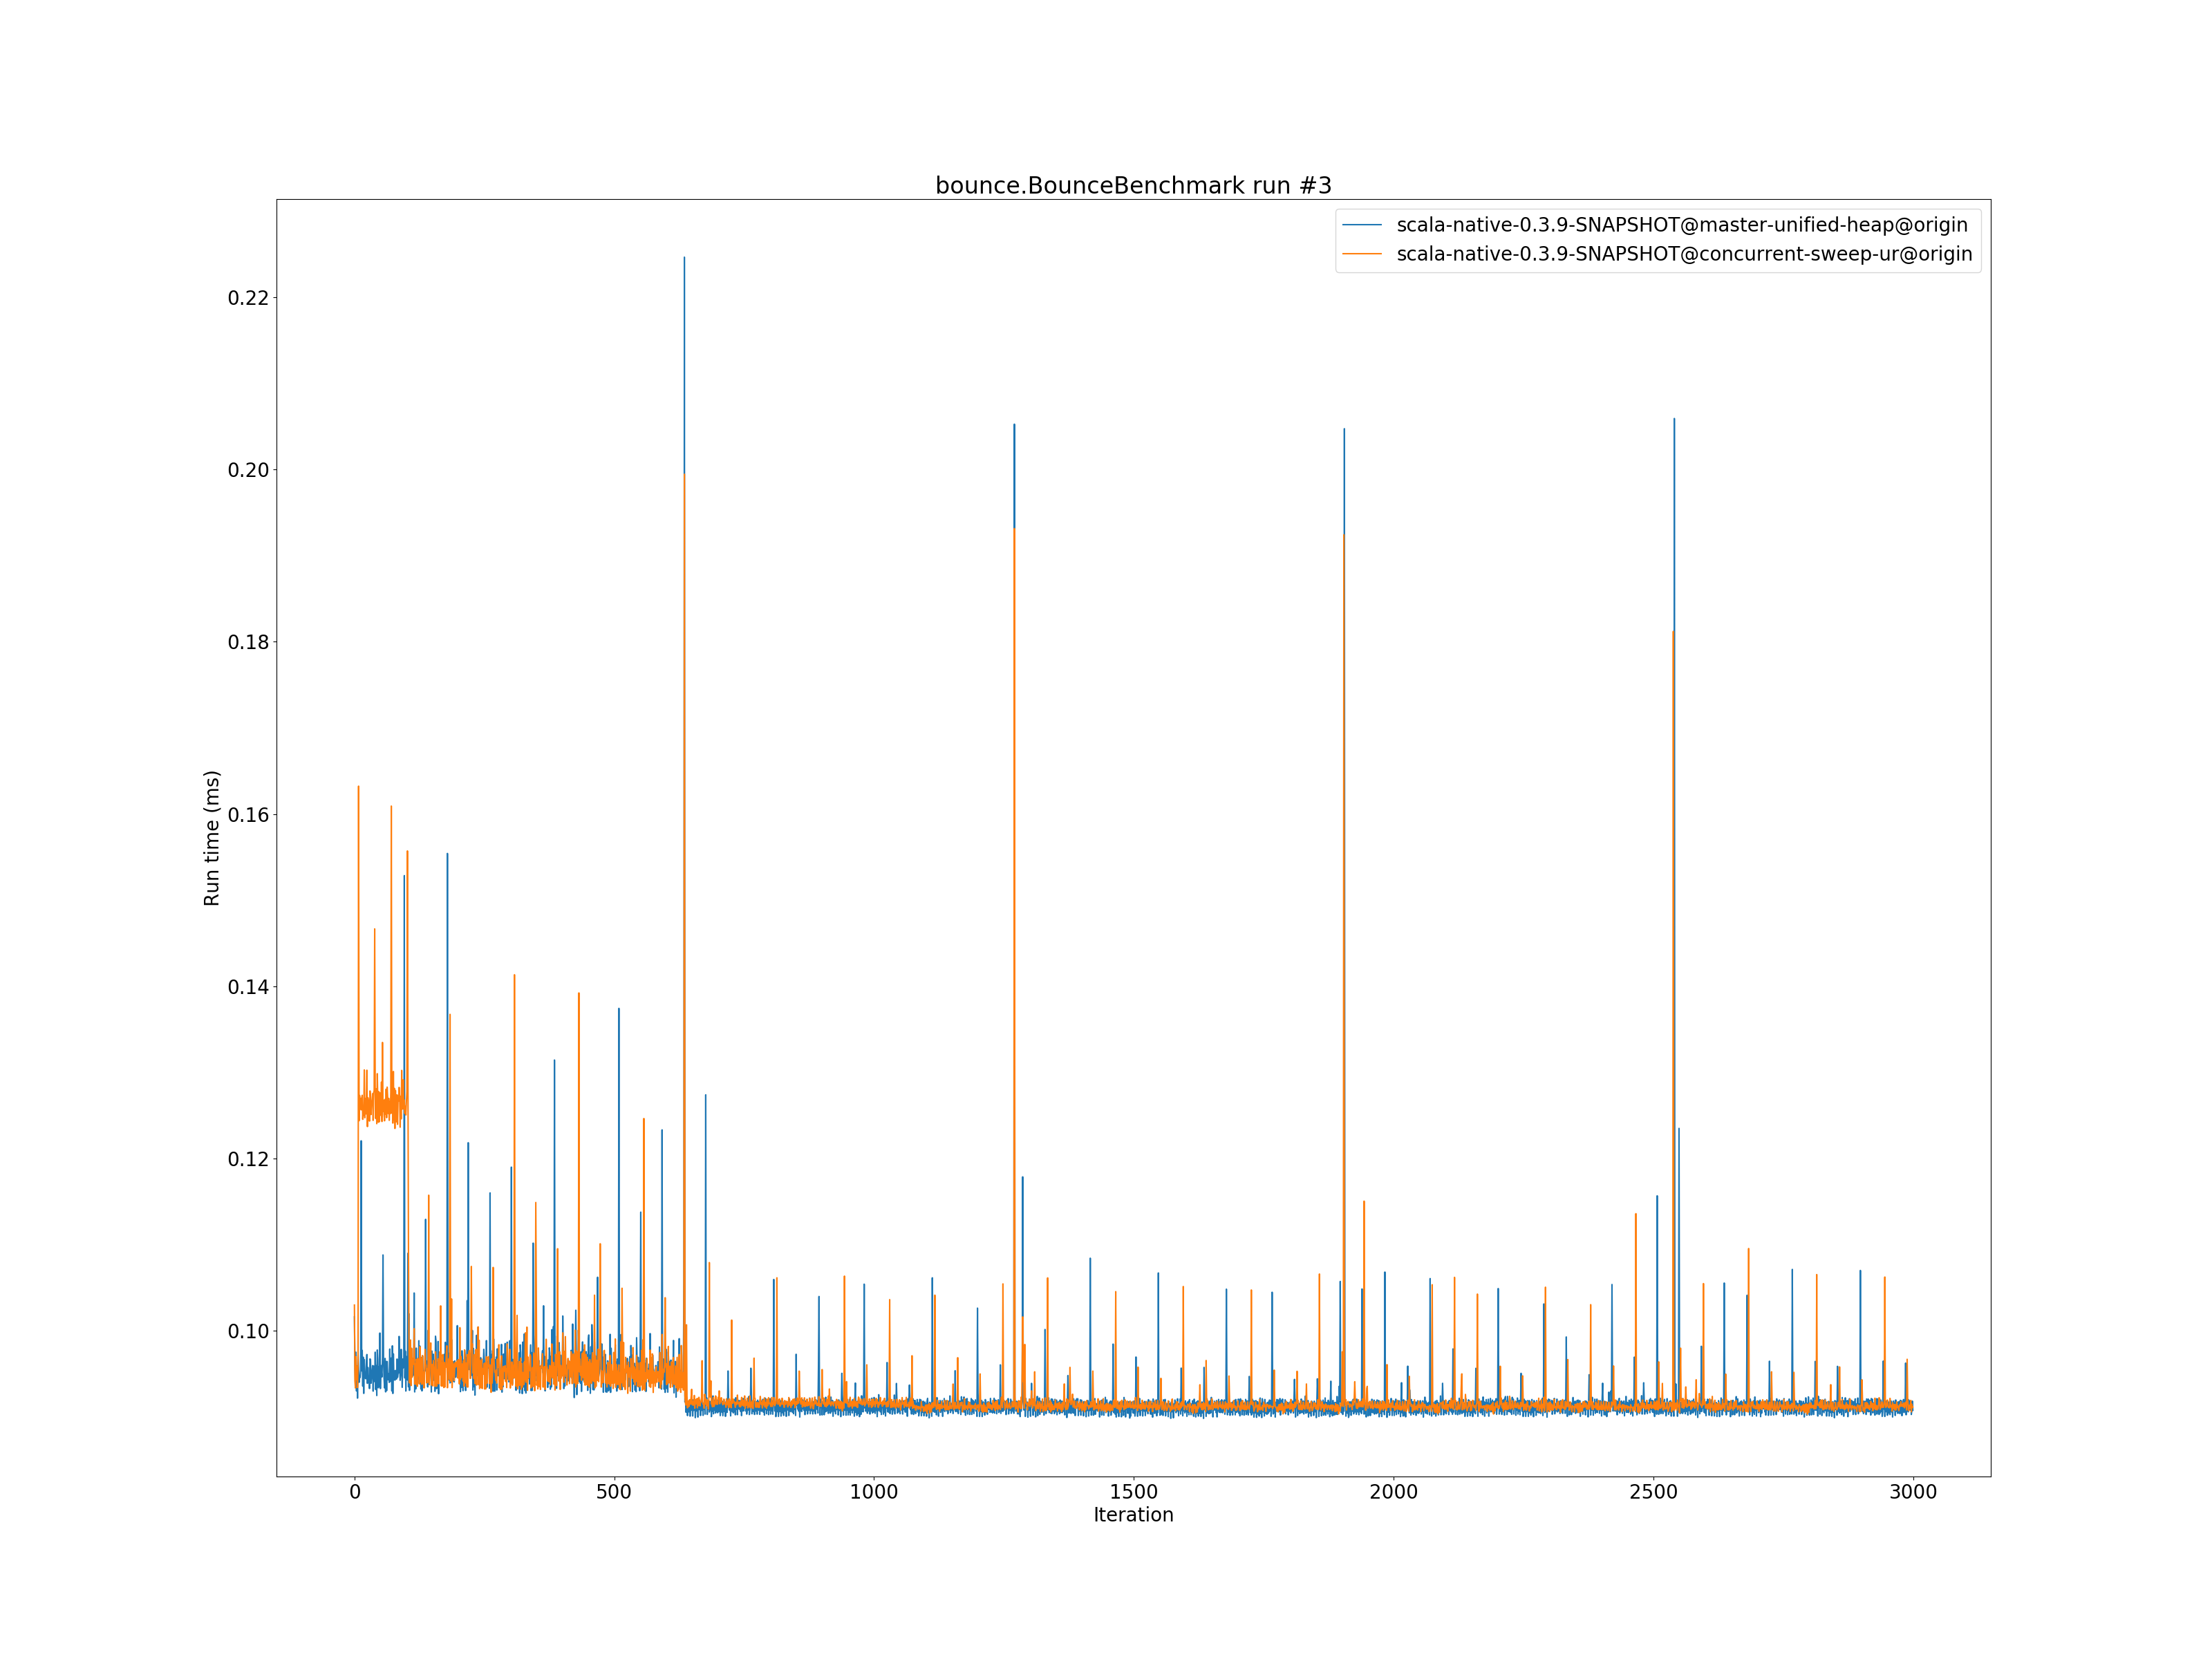 bounce.BounceBenchmark run #3
scala-native-0.3.9-SNAPSHOT@master-unified-heap@origin
scala-native-0.3.9-SNAPSHOT@concurrent-sweep-ur@origin
Run time (ms)
0.22
0.20
0.18
0.16
0.14
0.12
0.10
0 500 1000 1500 2000 2500 3000
Iteration